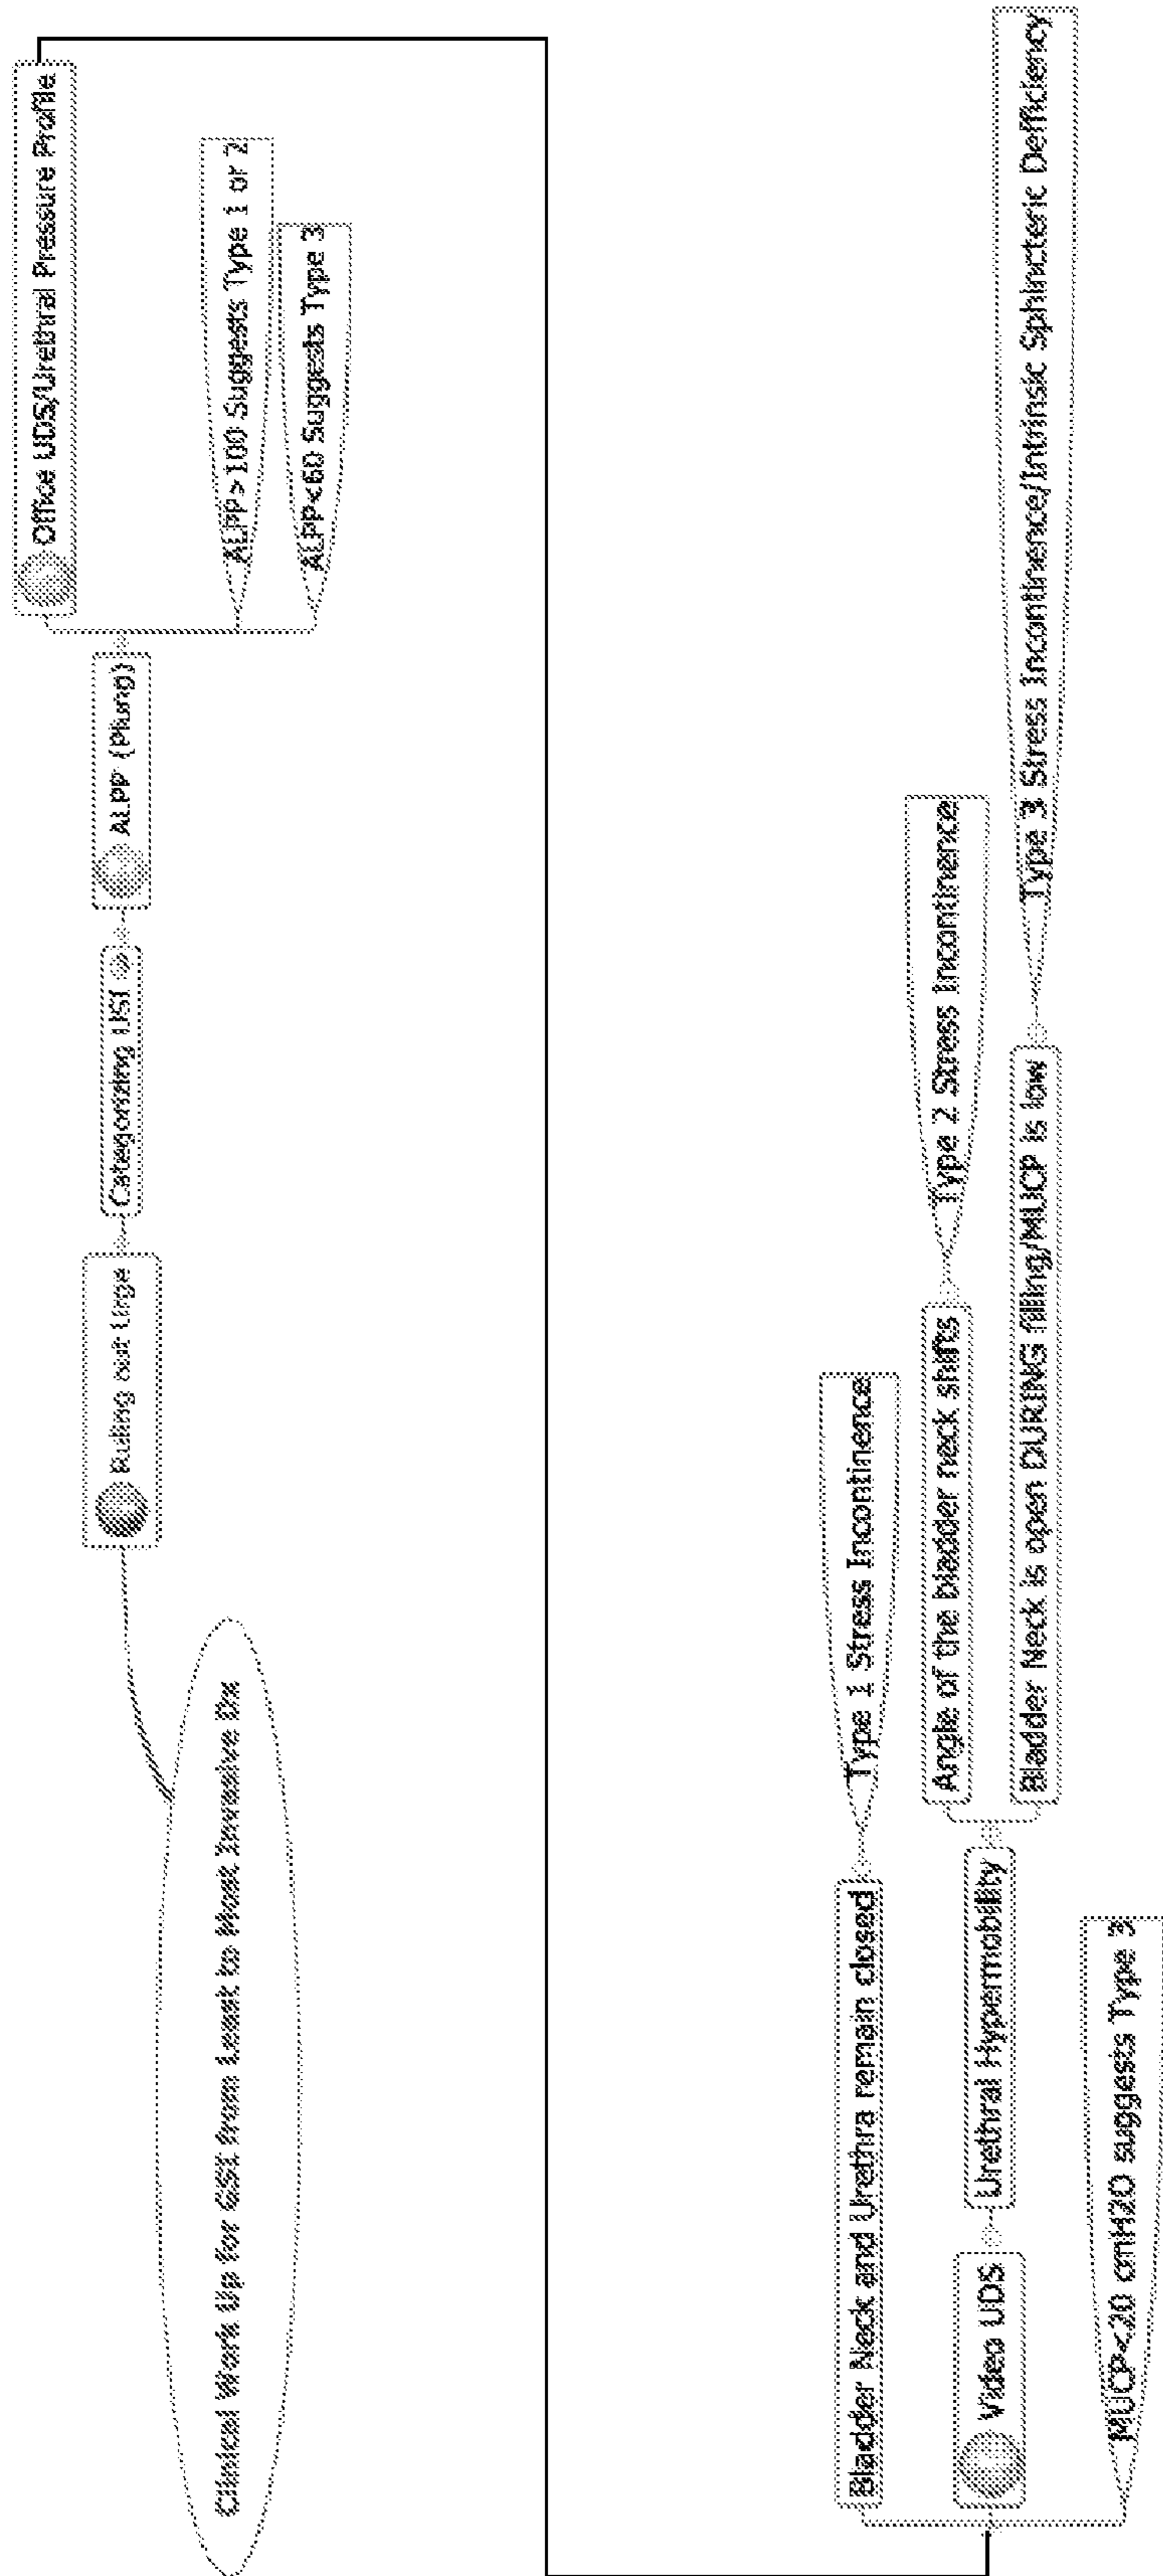 Clinical Work Up for GSI from Least to Most Invasive Dx
Ruling out Urge
Categorizing USI
ALPP (Plung)
Office UDS/Urethral Pressure Profile
ALPP>100 Suggests Type 1 or 2
ALPP<60 Suggests Type 3
Bladder Neck and Urethra remain closed
Type 1 Stress Incontinence
Video UDS
Urethral Hypermobility
Angle of the bladder neck shifts
Type 2 Stress Incontinence
Bladder Neck is open DURING filling/MUCP is low
Type 3 Stress Incontinence/Intrinsic Sphincteric Defficiency
MUCP<20 cmH2O suggests Type 3